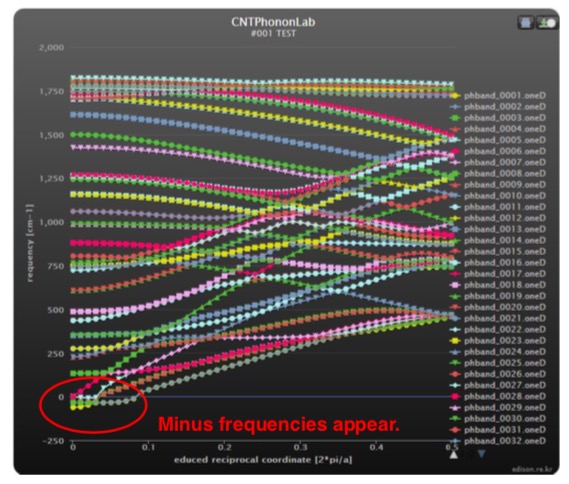 CNTPhononLab
#001 TEST
2,000
1,750
1,500
1,250
1,000
750
500
250
0
-250
requency [cm-1]
0
0.1
0.2
0.3
0.4
0.5
educed reciprocal coordinate [2*pi/a]
Minus frequencies appear.
phband_0001.oneD
phband_0002.oneD
phband_0003.oneD
phband_0004.oneD
phband_0005.oneD
phband_0006.oneD
phband_0007.oneD
phband_0008.oneD
phband_0009.oneD
phband_0010.oneD
phband_0011.oneD
phband_0012.oneD
phband_0013.oneD
phband_0014.oneD
phband_0015.oneD
phband_0016.oneD
phband_0017.oneD
phband_0018.oneD
phband_0019.oneD
phband_0020.oneD
phband_0021.oneD
phband_0022.oneD
phband_0023.oneD
phband_0024.oneD
phband_0025.oneD
phband_0026.oneD
phband_0027.oneD
phband_0028.oneD
phband_0029.oneD
phband_0030.oneD
phband_0031.oneD
phband_0032.oneD
edison.re.kr